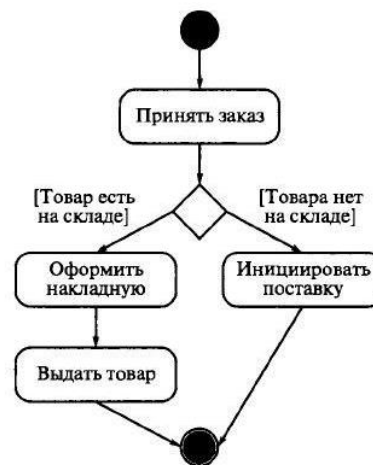 Принять заказ
[Товар есть
на складе]
[Товара нет
на складе]
Оформить
накладную
Инициировать
поставку
Выдать товар